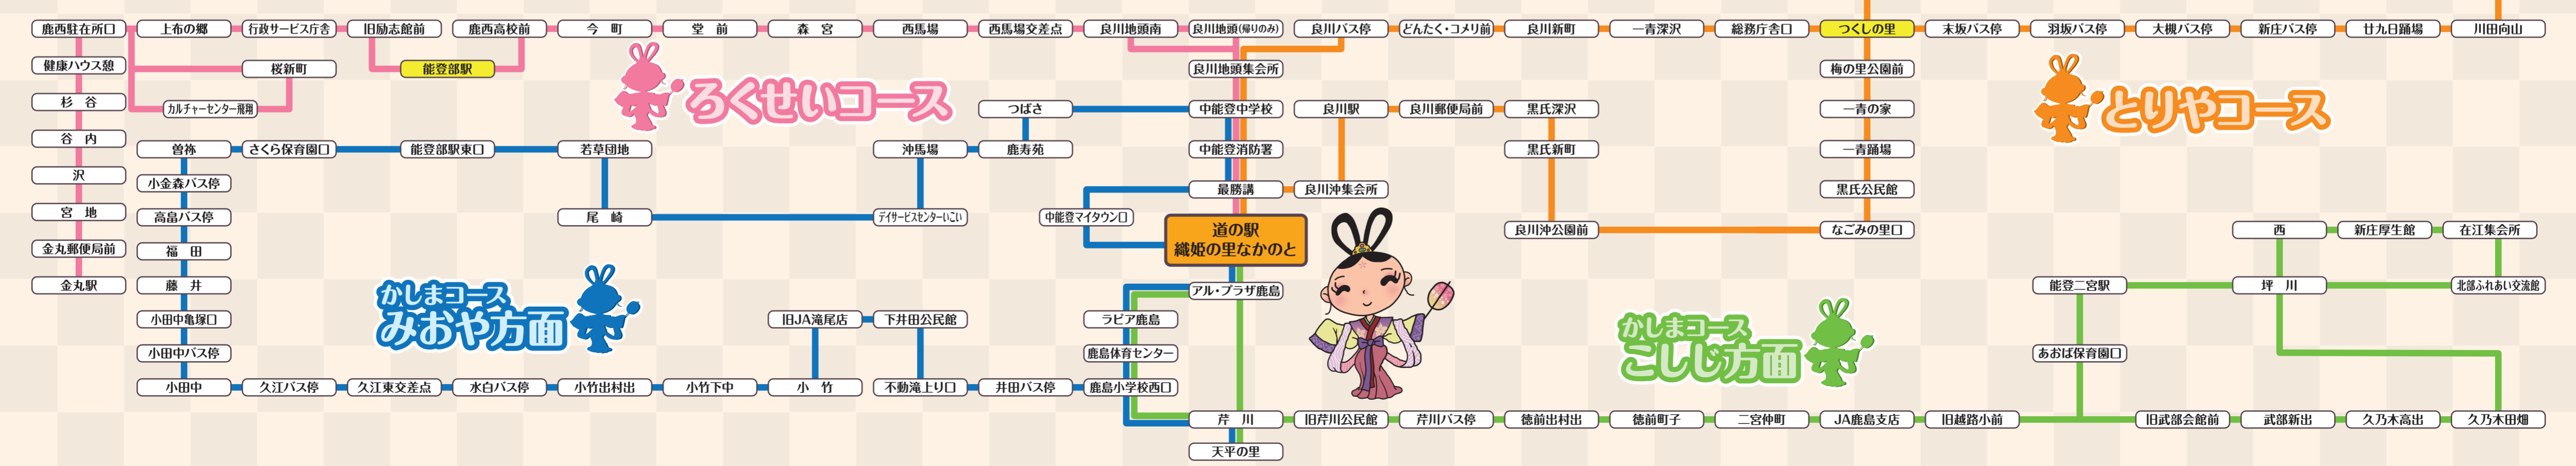 鹿西駐在所口
上布の郷
行政サービス庁舎
旧励志館前
鹿西高校前
今 町
堂 前
森 宮
西馬場
西馬場交差点
良川地頭南
良川地頭(帰りのみ)
良川バス停
どんたく・コメリ前
良川新町
一青深沢
総務庁舎口
つくしの里
末坂バス停
羽坂バス停
大槻バス停
新庄バス停
廿九日踊場
川田向山
健康ハウス憩
桜新町
能登部駅
良川地頭集会所
梅の里公園前
杉 谷
カルチャーセンター飛翔
ろくせいコース
つばさ
中能登中学校
良川駅
良川郵便局前
黒氏深沢
一青の家
とりやコース
谷 内
曽祢
さくら保育園口
能登部駅東口
若草団地
沖馬場
鹿寿苑
中能登消防署
黒氏新町
一青踊場
沢
小金森バス停
最勝講
良川沖集会所
黒氏公民館
宮 地
高畠バス停
尾 崎
デイサービスセンターいこい
中能登マイタウン口
道の駅
織姫の里なかのと
良川沖公園前
なごみの里口
西
新庄厚生館
在江集会所
金丸郵便局前
福 田
金丸駅
藤 井
アル・プラザ鹿島
能登二宮駅
坪 川
北部ふれあい交流館
かしまコース
みおや方面
小田中亀塚口
旧JA滝尾店
下井田公民館
ラピア鹿島
かしまコース
こしじ方面
小田中バス停
鹿島体育センター
あおば保育園口
小田中
久江バス停
久江東交差点
水白バス停
小竹出村出
小竹下中
小 竹
不動滝上り口
井田バス停
鹿島小学校西口
芹 川
旧芹川公民館
芹川バス停
徳前出村出
徳前町子
二宮仲町
JA鹿島支店
旧越路小前
旧武部会館前
武部新出
久乃木高出
久乃木田畑
天平の里